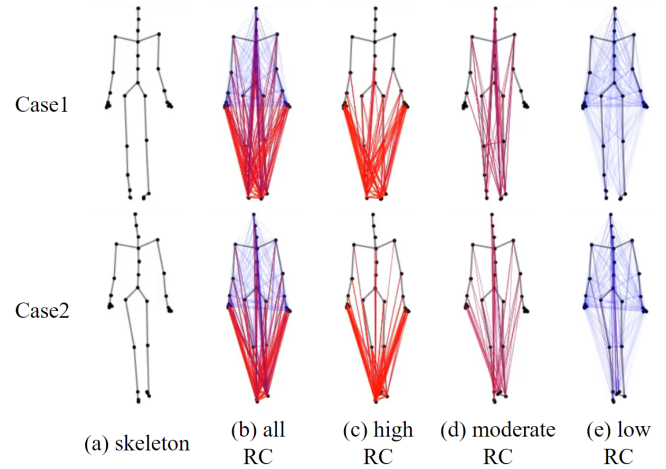 Case1
Case2
(a) skeleton
(b) all
RC
(c) high
RC
(d) moderate
RC
(e) low
RC